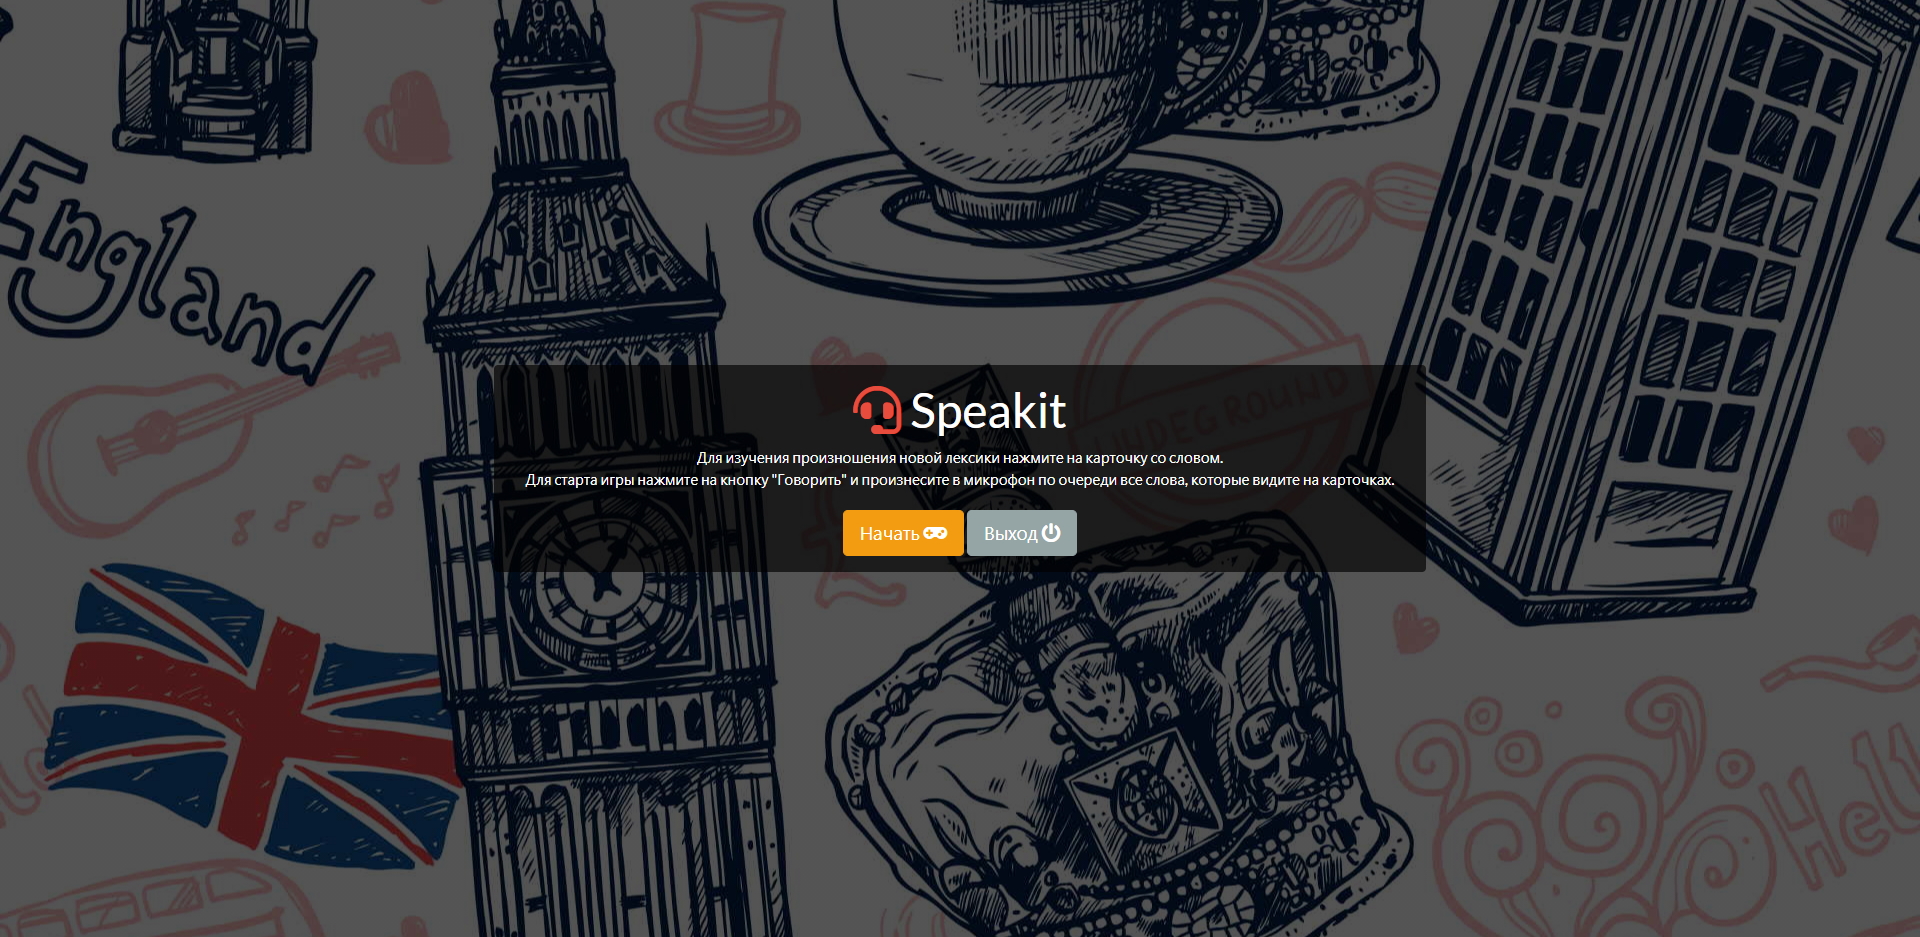 England
Speakit
UNDEGROUND
Для изучения произношения новой лексики нажмите на карточку со словом.
Для старта игры нажмите на кнопку "Говорить" и произнесите в микрофон по очереди все слова, которые видите на карточках.
Начать
Выход
Hell